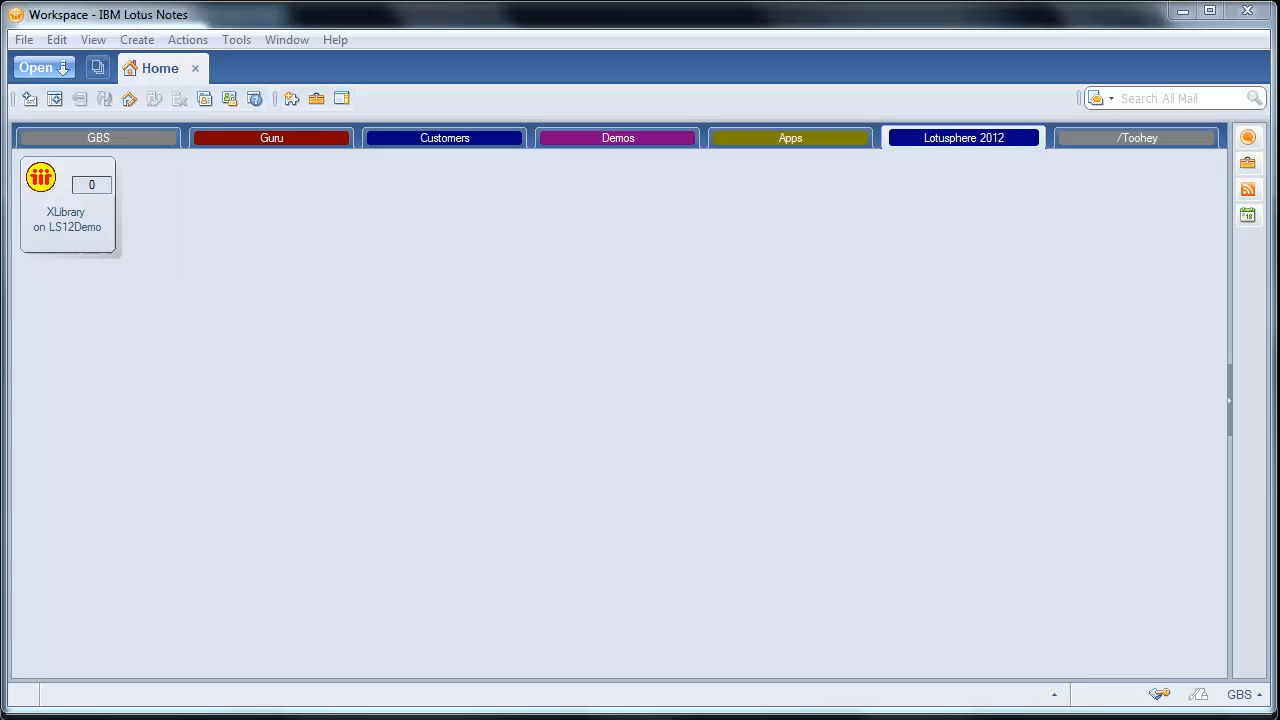 Workspace - IBM Lotus Notes
File Edit View Create Actions Tools Window Help
Open Home
Search All Mail
GBS Guru Customers Demos Apps Lotusphere 2012 /Toohey
0
XLibrary
on LS12Demo
18
GBS